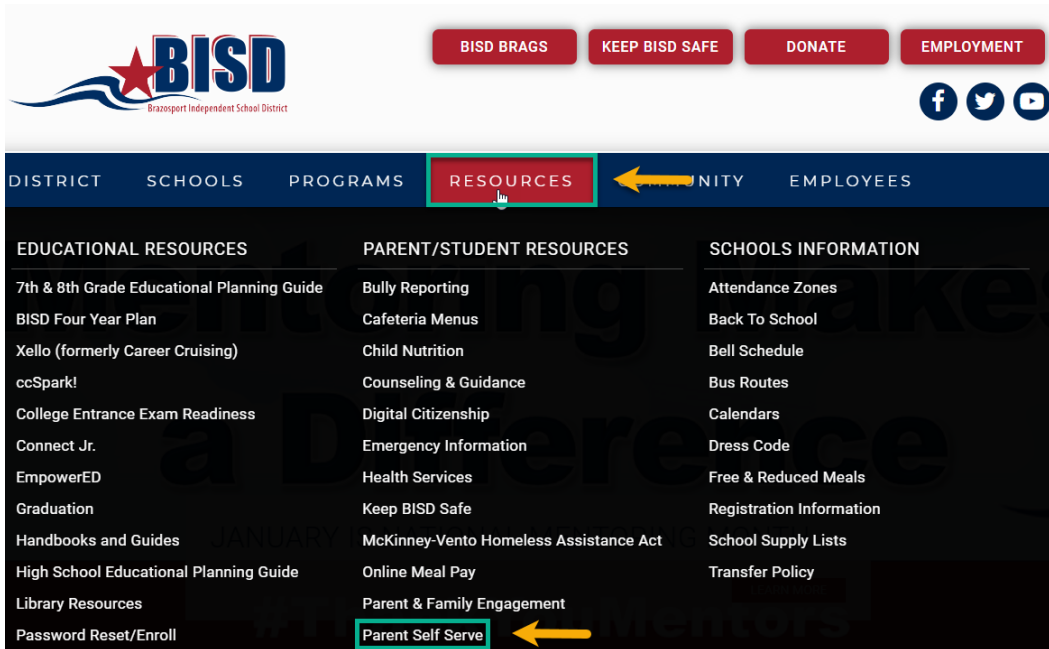 BISD BRAGS
KEEP BISD SAFE
DONATE
EMPLOYMENT
BISD
Brazosport Independent School District
DISTRICT
SCHOOLS
PROGRAMS
RESOURCES
EMPLOYEES
EDUCATIONAL RESOURCES
7th & 8th Grade Educational Planning Guide
BISD Four Year Plan
Xello (formerly Career Cruising)
ccSpark!
College Entrance Exam Readiness
Connect Jr.
EmpowerED
Graduation
Handbooks and Guides
High School Educational Planning Guide
Library Resources
Password Reset/Enroll
PARENT/STUDENT RESOURCES
Bully Reporting
Cafeteria Menus
Child Nutrition
Counseling & Guidance
Digital Citizenship
Emergency Information
Health Services
Keep BISD Safe
McKinney-Vento Homeless Assistance Act
Online Meal Pay
Parent & Family Engagement
Parent Self Serve
SCHOOLS INFORMATION
Attendance Zones
Back To School
Bell Schedule
Bus Routes
Calendars
Dress Code
Free & Reduced Meals
Registration Information
School Supply Lists
Transfer Policy
Mentoring Makes
a Difference